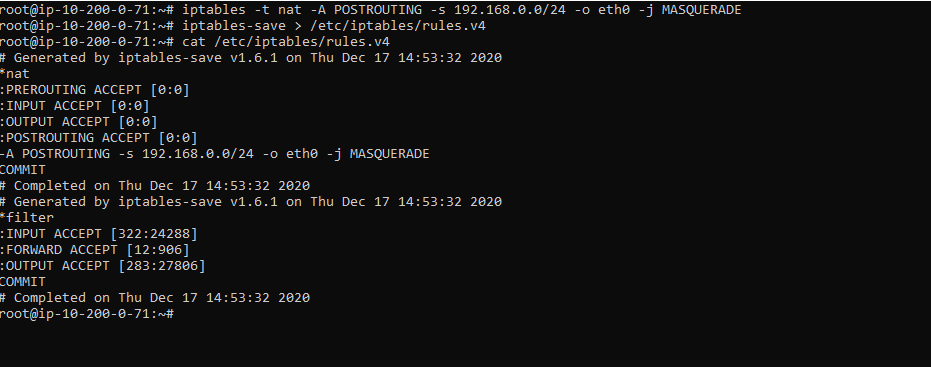 root@ip-10-200-0-71:~# iptables -t nat -A POSTROUTING -s 192.168.0.0/24 -o eth0 -j MASQUERADE
root@ip-10-200-0-71:~# iptables-save > /etc/iptables/rules.v4
root@ip-10-200-0-71:~# cat /etc/iptables/rules.v4
# Generated by iptables-save v1.6.1 on Thu Dec 17 14:53:32 2020
*nat
:PREROUTING ACCEPT [0:0]
:INPUT ACCEPT [0:0]
:OUTPUT ACCEPT [0:0]
:POSTROUTING ACCEPT [0:0]
-A POSTROUTING -s 192.168.0.0/24 -o eth0 -j MASQUERADE
COMMIT
# Completed on Thu Dec 17 14:53:32 2020
# Generated by iptables-save v1.6.1 on Thu Dec 17 14:53:32 2020
*filter
:INPUT ACCEPT [322:24288]
:FORWARD ACCEPT [12:906]
:OUTPUT ACCEPT [283:27806]
COMMIT
# Completed on Thu Dec 17 14:53:32 2020
root@ip-10-200-0-71:~#